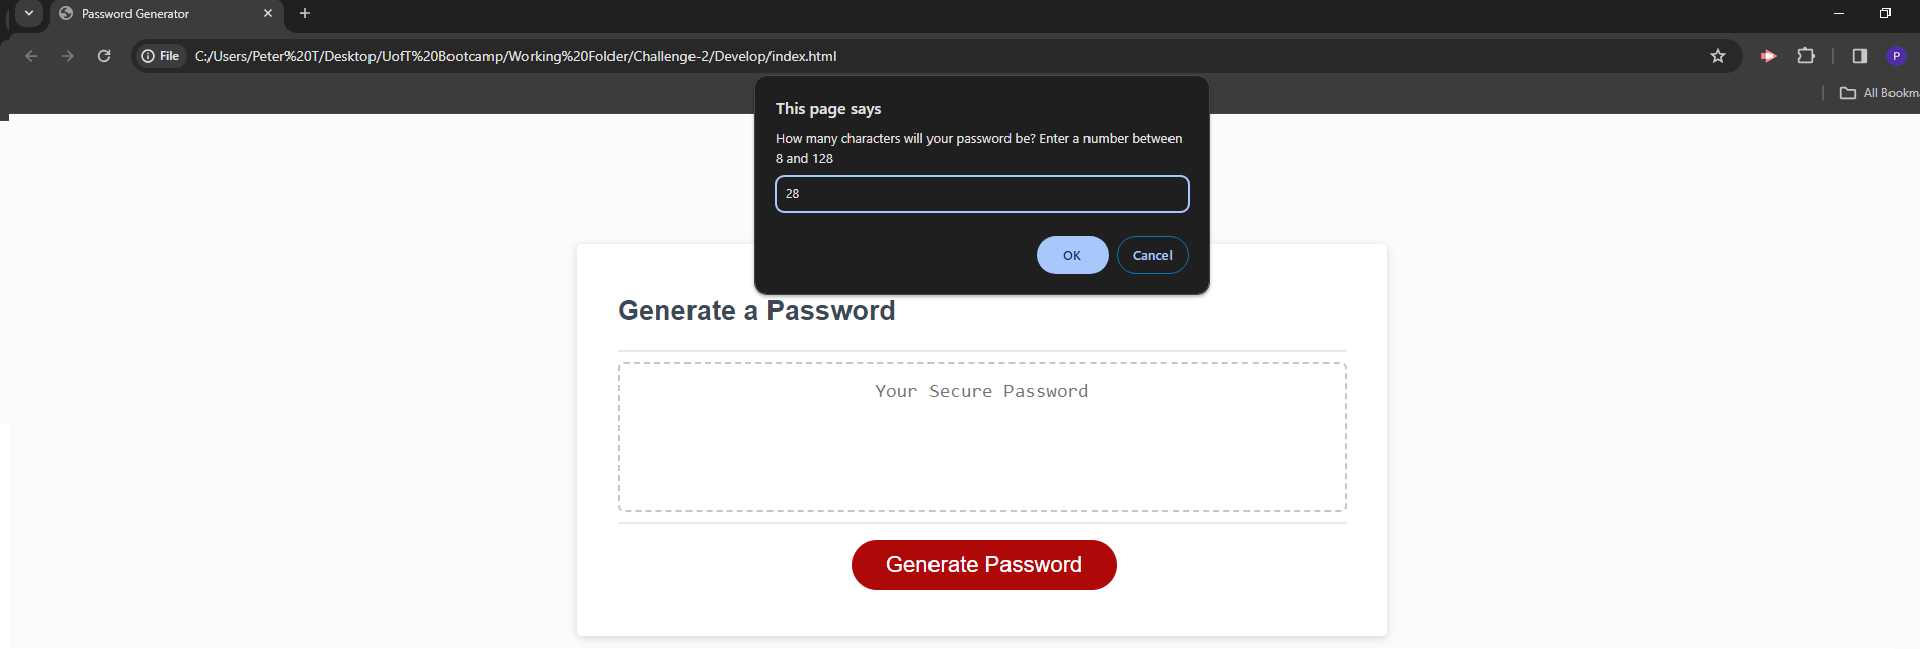 Password Generator
File
C:/Users/Peter%20T/Desktop/UofT%20Bootcamp/Working%20Folder/Challenge-2/Develop/index.html
P
All Bookma
This page says
How many characters will your password be? Enter a number between
8 and 128
28
OK
Cancel
Generate a Password
Your Secure Password
Generate Password